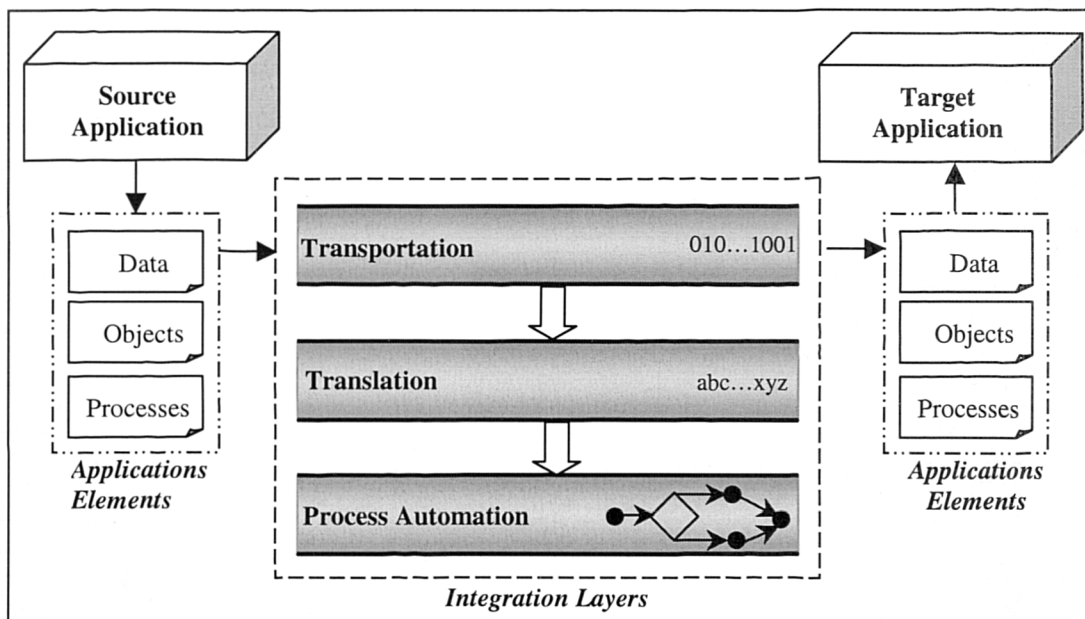 Source
Application
Target
Application
Data
Objects
Processes
Applications
Elements
Transportation
010...1001
Translation
abc...xyz
Process Automation
Integration Layers
Data
Objects
Processes
Applications
Elements